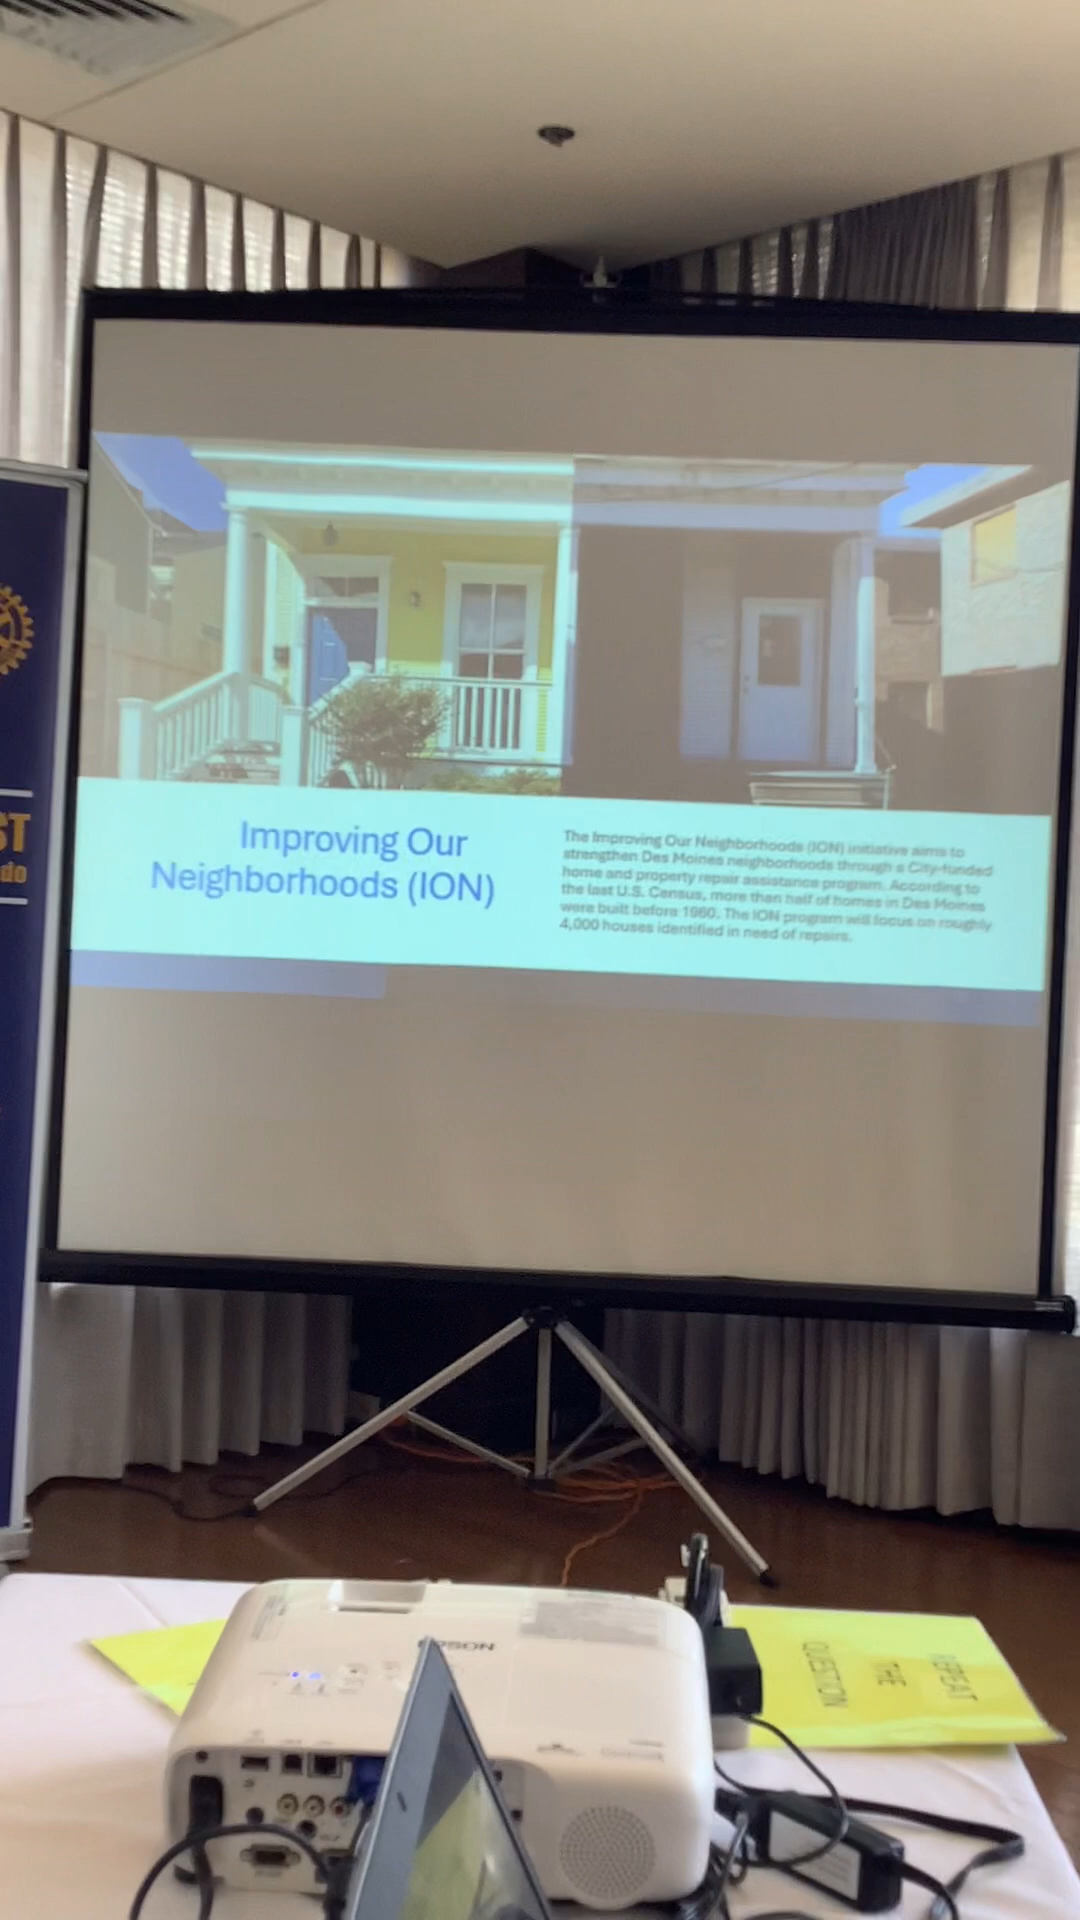 Improving Our
Neighborhoods (ION)
The Improving Our Neighborhoods (ION) initiative aims to
strengthen Des Moines neighborhoods through a City-funded
home and property repair assistance program. According to
the last U.S. Census, more than half of homes in Des Moines
were built before 1960. The ION program will focus on roughly
4,000 houses identified in need of repairs.
ST
do
EPSON
REPEAT
THE
QUESTION